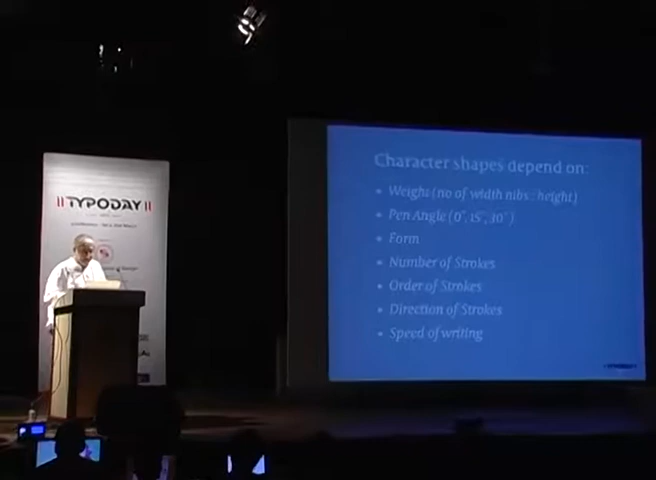 TYPODAY
Character shapes depend on:
• Weight (no of width nibs : height)
• Pen Angle (0°, 15°, 30°)
• Form
• Number of Strokes
• Order of Strokes
• Direction of Strokes
• Speed of writing